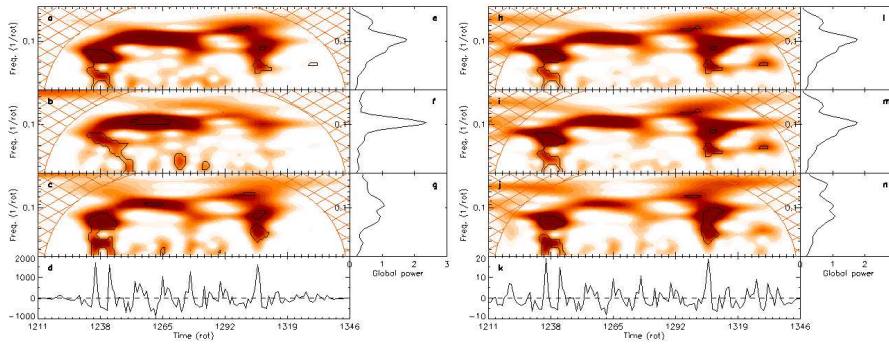 a
e
Freq. (1/rot)
0.1
0.1
b
f
Freq. (1/rot)
0.1
0.1
c
g
Freq. (1/rot)
0.1
0.1
2000
1000
0
-1000
d
0 1 2 3
Global power
1211 1238 1265 1292 1319 1346
Time (rot)
h
l
Freq. (1/rot)
0.1
0.1
i
m
Freq. (1/rot)
0.1
0.1
j
n
Freq. (1/rot)
0.1
0.1
20
10
0
-10
k
0 1 2
Global power
1211 1238 1265 1292 1319 1346
Time (rot)